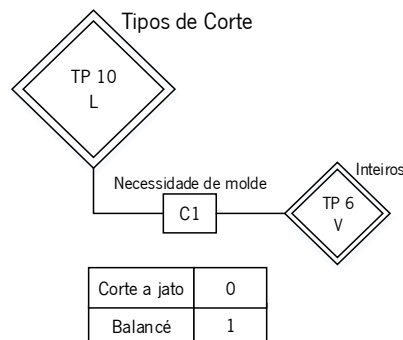 Tipos de Corte
TP 10
L
Necessidade de molde
C1
Inteiros
TP 6
V
Corte a jato 0
Balancé 1